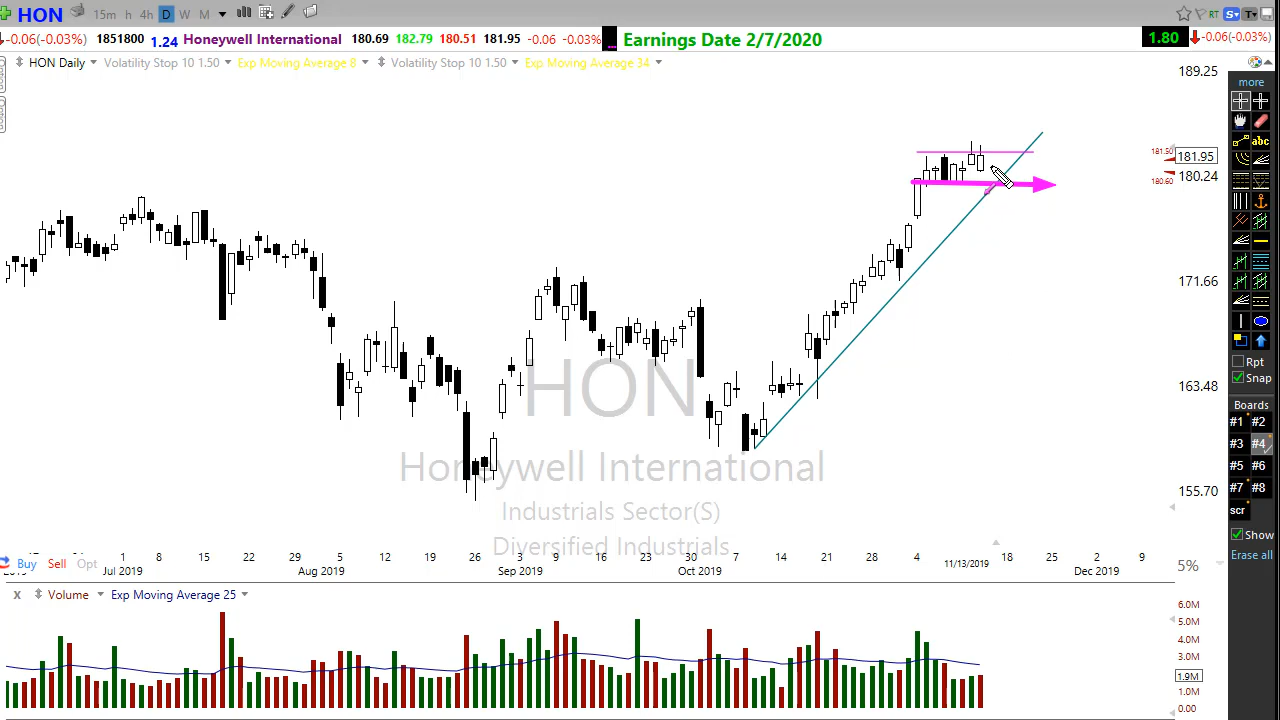 HON 15m h 4h D W M RT S T
-0.06(-0.03%) 1851800 1.24 Honeywell International 180.69 182.79 180.51 181.95 -0.06 -0.03% Earnings Date 2/7/2020 1.80 -0.06(-0.03%)
HON Daily Volatility Stop 10 1.50 Exp Moving Average 8 Volatility Stop 10 1.50 Exp Moving Average 34
189.25
181.50
181.95
180.24
180.60
171.66
163.48
155.70
HON
Honeywell International
Industrials Sector(S)
Diversified Industrials
more
abc
Rpt
Snap
Boards
#1 #2
#3 #4
#5 #6
#7 #8
scr
Show
Erase all
1 8 15 22 29 5 12 19 26 3 9 16 23 30 7 14 21 28 4 11/13/2019 18 25 2 9
Jul 2019 Aug 2019 Sep 2019 Oct 2019 Dec 2019
Buy Sell Opt 5%
x Volume Exp Moving Average 25
6.0M
5.0M
4.0M
3.0M
1.9M
1.0M
0.00